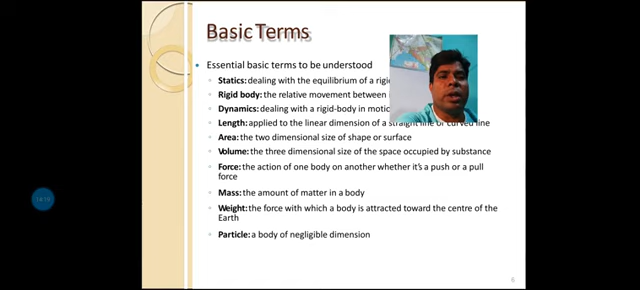 Basic Terms
Essential basic terms to be understood
Statics: dealing with the equilibrium of a rigid
Rigid body: the relative movement between
Dynamics: dealing with a rigid-body in motion
Length: applied to the linear dimension of a straight line or curved line
Area: the two dimensional size of shape or surface
Volume: the three dimensional size of the space occupied by substance
Force: the action of one body on another whether it's a push or a pull
force
Mass: the amount of matter in a body
Weight: the force with which a body is attracted toward the centre of the
Earth
Particle: a body of negligible dimension
14:19
6